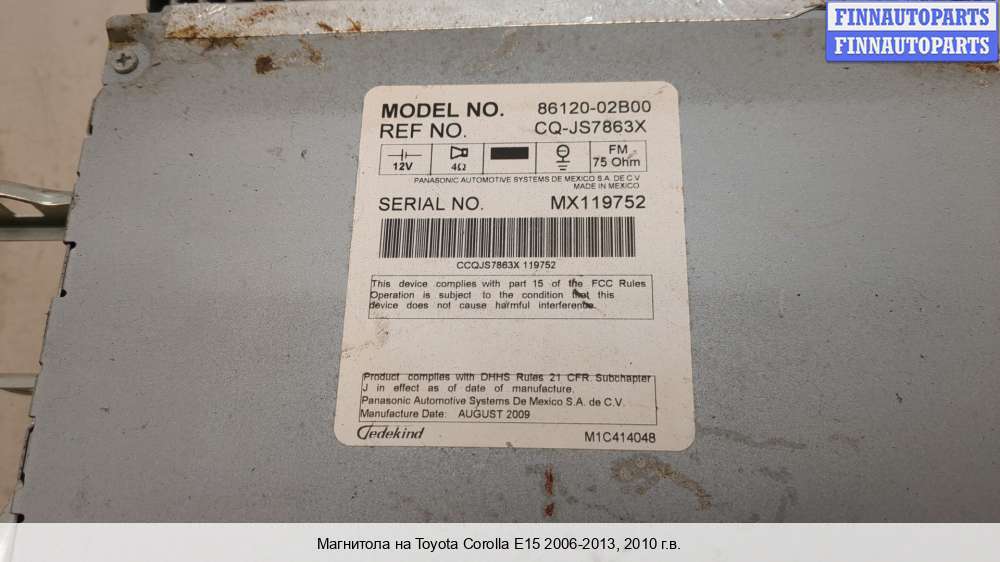 FINNAUTOPARTS
FINNAUTOPARTS
MODEL NO. 86120-02B00
REF NO. CQ-JS7863X
12V 4Ω FM 75 Ohm
PANASONIC AUTOMOTIVE SYSTEMS DE MEXICO S.A. DE C.V
MADE IN MEXICO
SERIAL NO. MX119752
CCQJS7863X 119752
This device complies with part 15 of the FCC Rules
Operation is subject to the condition that this
device does not cause harmful interference.
Product complies with DHHS Rules 21 CFR Subchapter
J in effect as of date of manufacture.
Panasonic Automotive Systems De Mexico S.A. de C.V.
Manufacture Date: AUGUST 2009
Jedekind M1C414048
Магнитола на Toyota Corolla E15 2006-2013, 2010 г.в.